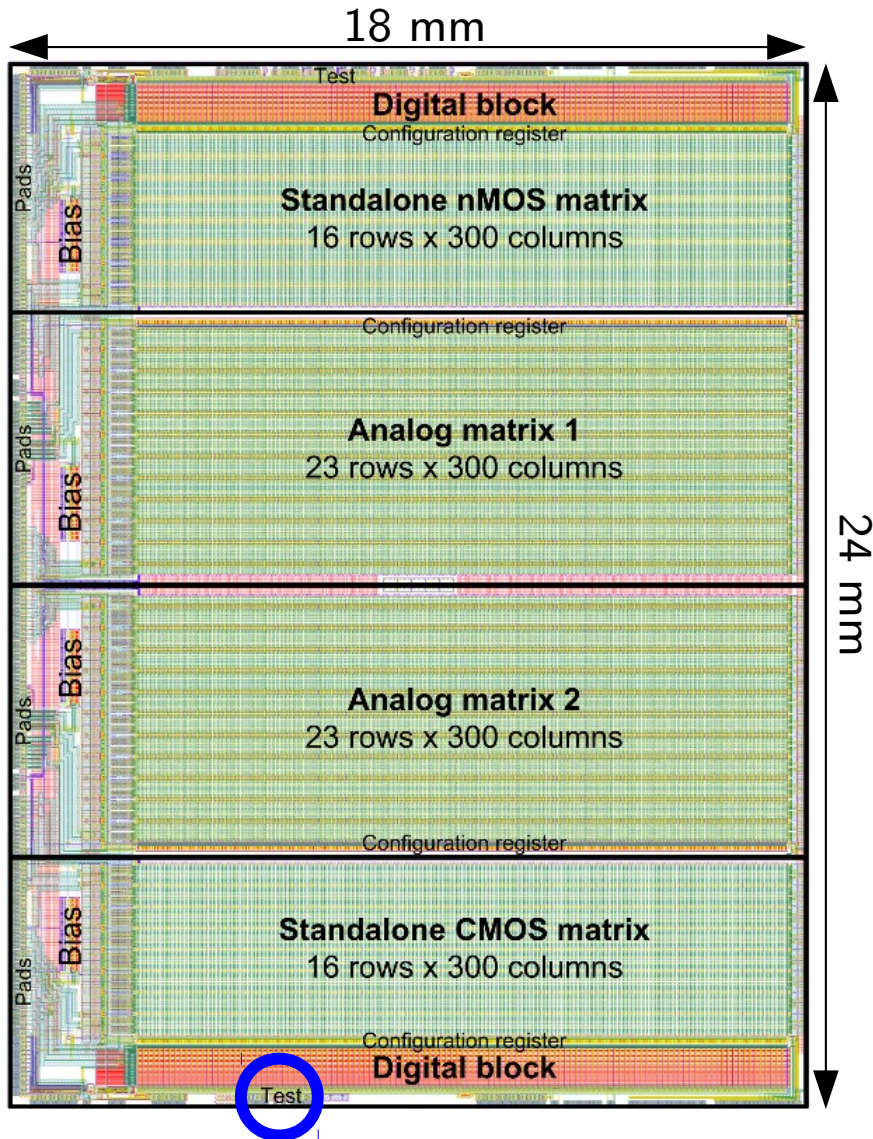 18 mm
Test
Digital block
Configuration register
Pads
Standalone nMOS matrix
16 rows x 300 columns
Bias
Configuration register
Analog matrix 1
23 rows x 300 columns
Pads
Bias
24 mm
Bias
Analog matrix 2
23 rows x 300 columns
Pads
Configuration register
Bias
Standalone CMOS matrix
16 rows x 300 columns
Pads
Configuration register
Digital block
Test